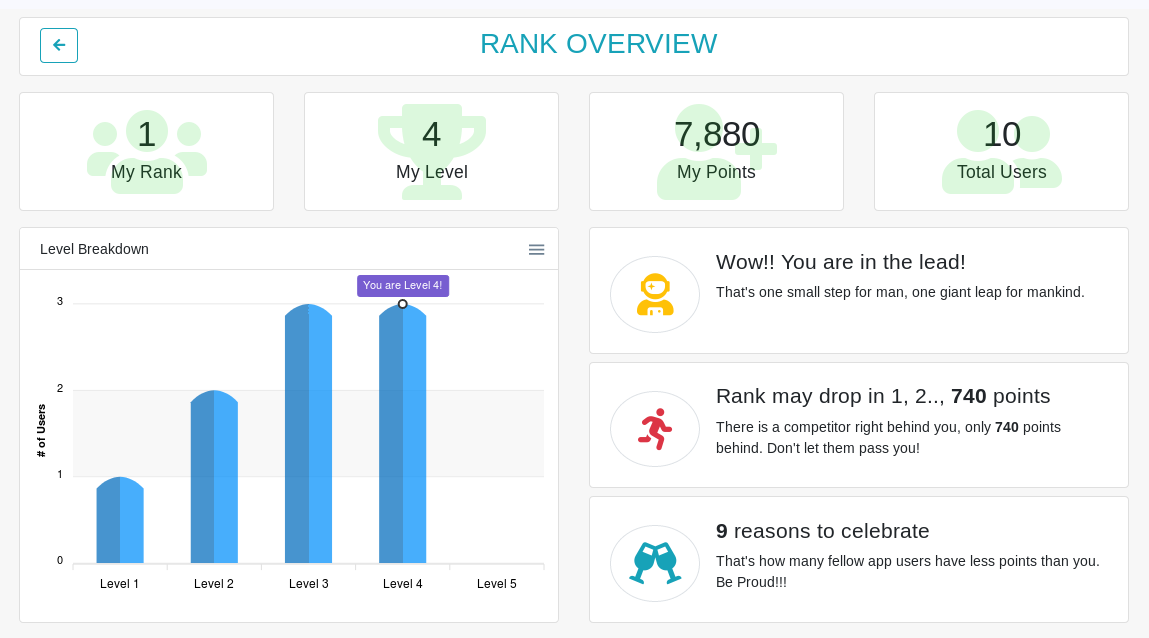 RANK OVERVIEW
1
My Rank
4
My Level
7,880
My Points
10
Total Users
Level Breakdown
You are Level 4!
3
2
1
0
# of Users
Level 1
Level 2
Level 3
Level 4
Level 5
Wow!! You are in the lead!
That's one small step for man, one giant leap for mankind.
Rank may drop in 1, 2.., 740 points
There is a competitor right behind you, only 740 points
behind. Don't let them pass you!
9 reasons to celebrate
That's how many fellow app users have less points than you.
Be Proud!!!